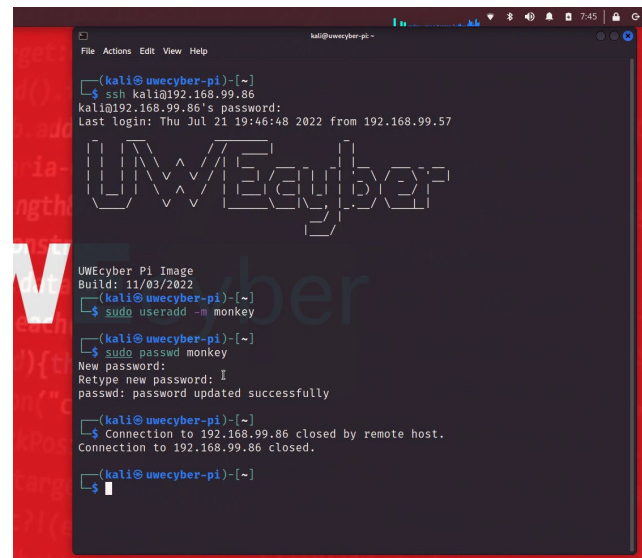 7:45
kali@uwecyber-pi: ~
File Actions Edit View Help
┌──(kali㉿uwecyber-pi)-[~]
└─$ ssh kali@192.168.99.86
kali@192.168.99.86's password:
Last login: Thu Jul 21 19:46:48 2022 from 192.168.99.57
UWEcyber
UWEcyber Pi Image
Build: 11/03/2022
┌──(kali㉿uwecyber-pi)-[~]
└─$ sudo useradd -m monkey
┌──(kali㉿uwecyber-pi)-[~]
└─$ sudo passwd monkey
New password:
Retype new password:
passwd: password updated successfully
┌──(kali㉿uwecyber-pi)-[~]
└─$ Connection to 192.168.99.86 closed by remote host.
Connection to 192.168.99.86 closed.
┌──(kali㉿uwecyber-pi)-[~]
└─$